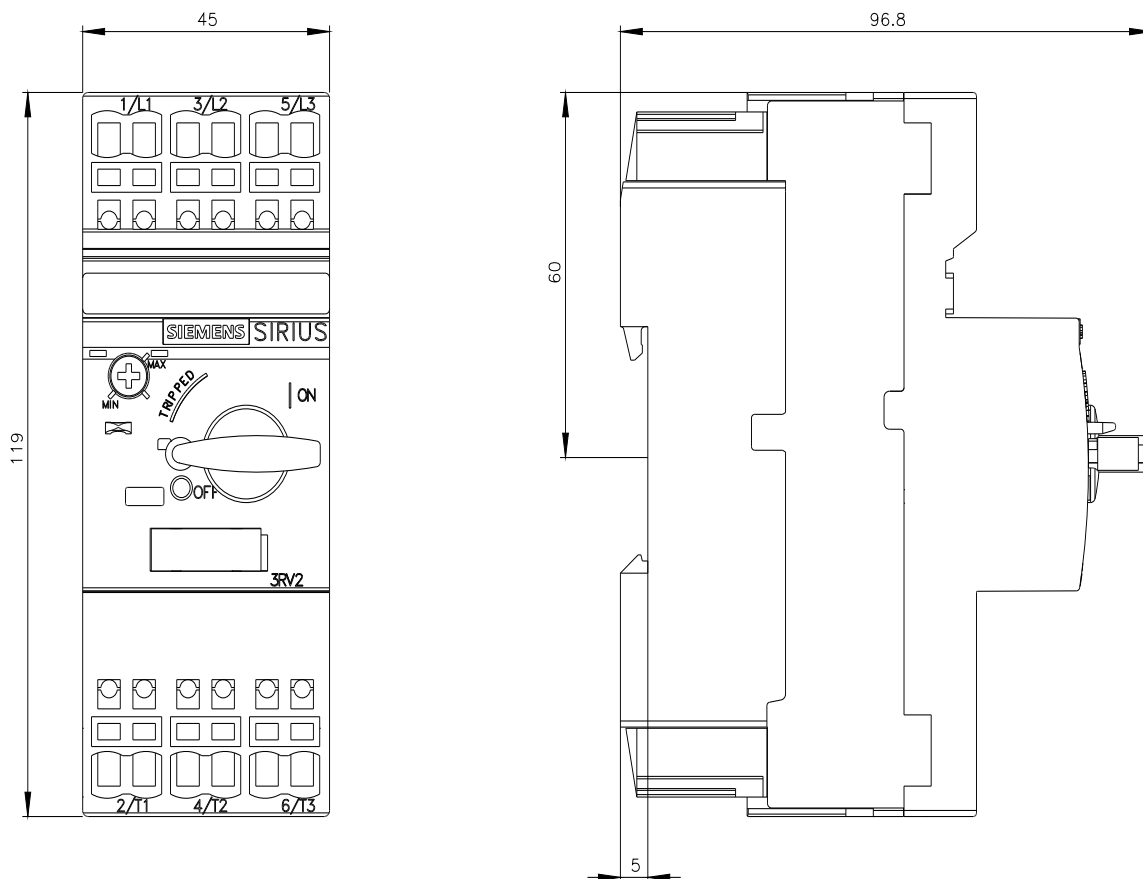 45
96.8
1/L1 3/L2 5/L3
60
SIEMENS SIRIUS
MAX
MIN
TRIPPED
ON
119
OFF
3RV2
2/T1 4/T2 6/T3
5